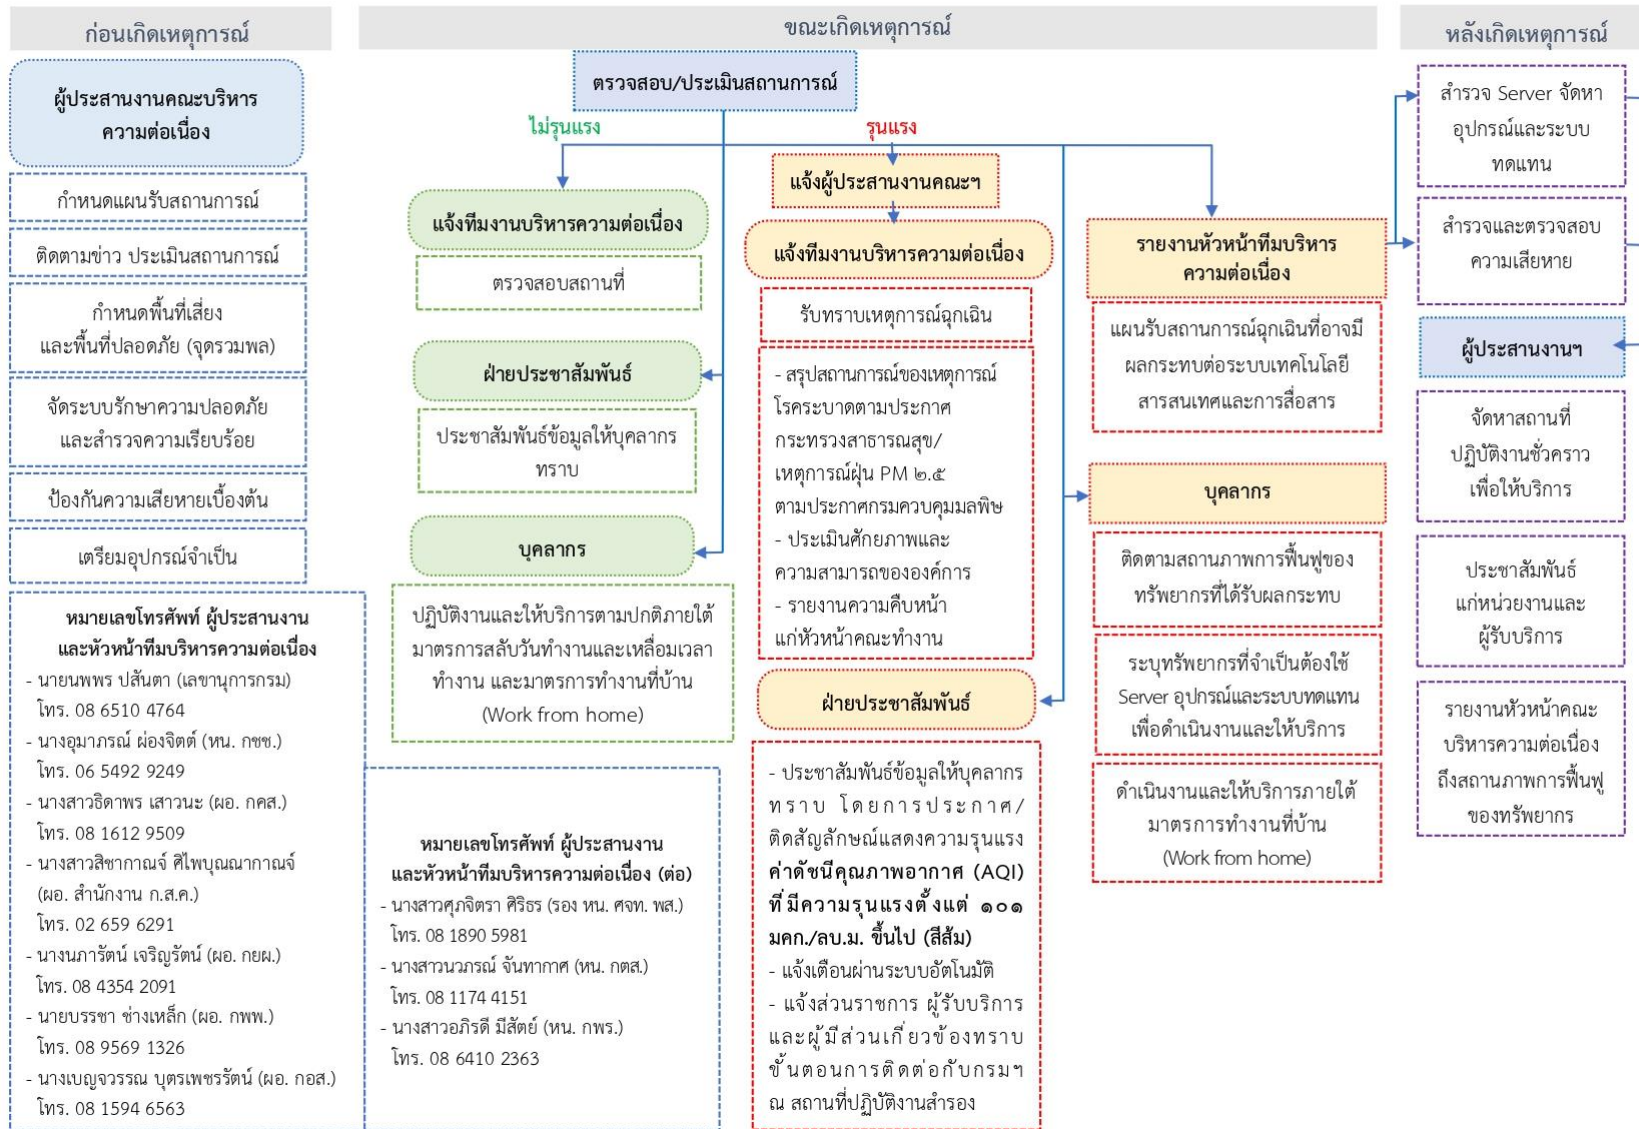 ก่อนเกิดเหตุการณ์
ผู้ประสานงานคณะบริหาร
ความต่อเนื่อง
กำหนดแผนรับสถานการณ์
ติดตามข่าว ประเมินสถานการณ์
กำหนดพื้นที่เสี่ยง
และพื้นที่ปลอดภัย (จุดรวมพล)
จัดระบบรักษาความปลอดภัย
และสำรวจความเรียบร้อย
ป้องกันความเสียหายเบื้องต้น
เตรียมอุปกรณ์จำเป็น
หมายเลขโทรศัพท์ ผู้ประสานงาน
และหัวหน้าทีมบริหารความต่อเนื่อง
- นายนพพร ปสันตา (เลขานุการกรม)
โทร. 08 6510 4764
- นางอุมาภรณ์ ผ่องจิตต์ (หน. กชช.)
โทร. 06 5492 9249
- นางสาวธิดาพร เสาวนะ (ผอ. กคส.)
โทร. 08 1612 9509
- นางสาวสิชากาณจ์ ศิไพบุณณากาณจ์
(ผอ. สำนักงาน ก.ส.ค.)
โทร. 02 659 6291
- นางนภารัตน์ เจริญรัตน์ (ผอ. กยผ.)
โทร. 08 4354 2091
- นายบรรชา ช่างเหล็ก (ผอ. กพพ.)
โทร. 08 9569 1326
- นางเบญจวรรณ บุตรเพชรรัตน์ (ผอ. กอส.)
โทร. 08 1594 6563
ขณะเกิดเหตุการณ์
ตรวจสอบ/ประเมินสถานการณ์
ไม่รุนแรง
รุนแรง
แจ้งทีมงานบริหารความต่อเนื่อง
ตรวจสอบสถานที่
ฝ่ายประชาสัมพันธ์
ประชาสัมพันธ์ข้อมูลให้บุคลากร
ทราบ
บุคลากร
ปฏิบัติงานและให้บริการตามปกติภายใต้
มาตรการสลับวันทำงานและเหลื่อมเวลา
ทำงาน และมาตรการทำงานที่บ้าน
(Work from home)
หมายเลขโทรศัพท์ ผู้ประสานงาน
และหัวหน้าทีมบริหารความต่อเนื่อง (ต่อ)
- นางสาวศุภจิตรา ศิริธร (รอง หน. ศจท. พส.)
โทร. 08 1890 5981
- นางสาวนวภรณ์ จันทากาศ (หน. กตส.)
โทร. 08 1174 4151
- นางสาวอภิรดี มีสัตย์ (หน. กพร.)
โทร. 08 6410 2363
แจ้งผู้ประสานงานคณะฯ
แจ้งทีมงานบริหารความต่อเนื่อง
รับทราบเหตุการณ์ฉุกเฉิน
- สรุปสถานการณ์ของเหตุการณ์
โรคระบาดตามประกาศ
กระทรวงสาธารณสุข/
เหตุการณ์ฝุ่น PM ๒.๕
ตามประกาศกรมควบคุมมลพิษ
- ประเมินศักยภาพและ
ความสามารถขององค์การ
- รายงานความคืบหน้า
แก่หัวหน้าคณะทำงาน
ฝ่ายประชาสัมพันธ์
- ประชาสัมพันธ์ข้อมูลให้บุคลากร
ทราบ โดยการประกาศ/
ติดสัญลักษณ์แสดงความรุนแรง
ค่าดัชนีคุณภาพอากาศ (AQI)
ที่มีความรุนแรงตั้งแต่ ๑๐๑
มคก./ลบ.ม. ขึ้นไป (สีส้ม)
- แจ้งเตือนผ่านระบบอัตโนมัติ
- แจ้งส่วนราชการ ผู้รับบริการ
และผู้มีส่วนเกี่ยวข้องทราบ
ขั้นตอนการติดต่อกับกรมฯ
ณ สถานที่ปฏิบัติงานสำรอง
รายงานหัวหน้าทีมบริหาร
ความต่อเนื่อง
แผนรับสถานการณ์ฉุกเฉินที่อาจมี
ผลกระทบต่อระบบเทคโนโลยี
สารสนเทศและการสื่อสาร
บุคลากร
ติดตามสถานภาพการฟื้นฟูของ
ทรัพยากรที่ได้รับผลกระทบ
ระบุทรัพยากรที่จำเป็นต้องใช้
Server อุปกรณ์และระบบทดแทน
เพื่อดำเนินงานและให้บริการ
ดำเนินงานและให้บริการภายใต้
มาตรการทำงานที่บ้าน
(Work from home)
หลังเกิดเหตุการณ์
สำรวจ Server จัดหา
อุปกรณ์และระบบ
ทดแทน
สำรวจและตรวจสอบ
ความเสียหาย
ผู้ประสานงานฯ
จัดหาสถานที่
ปฏิบัติงานชั่วคราว
เพื่อให้บริการ
ประชาสัมพันธ์
แก่หน่วยงานและ
ผู้รับบริการ
รายงานหัวหน้าคณะ
บริหารความต่อเนื่อง
ถึงสถานภาพการฟื้นฟู
ของทรัพยากร